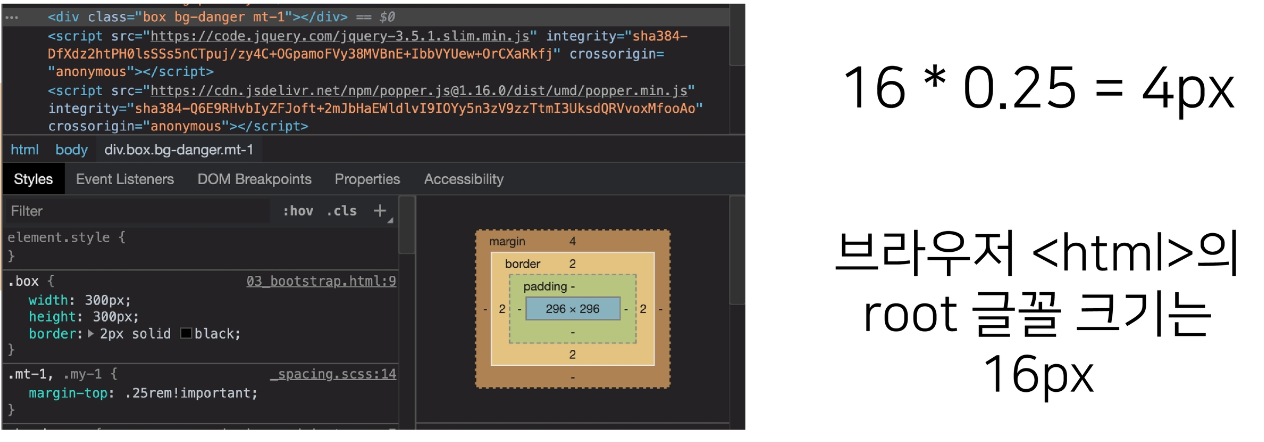 <div class="box bg-danger mt-1"></div> == $0
<script src="https://code.jquery.com/jquery-3.5.1.slim.min.js" integrity="sha384-
DfXdz2htPH0lsSSs5nCTpuj/zy4C+OGpamoFVy38MVBnE+IbbVYUew+OrCXaRkfj" crossorigin=
"anonymous"></script>
<script src="https://cdn.jsdelivr.net/npm/popper.js@1.16.0/dist/umd/popper.min.js"
integrity="sha384-Q6E9RHvbIyZFJoft+2mJbHaEWldlvI9IOYy5n3zV9zzTtmI3UksdQRVvoxMfooAo"
crossorigin="anonymous"></script>
html body div.box.bg-danger.mt-1
Styles Event Listeners DOM Breakpoints Properties Accessibility
Filter :hov .cls +
element.style {
}
.box { 03_bootstrap.html:9
width: 300px;
height: 300px;
border: 2px solid black;
}
.mt-1, .my-1 { _spacing.scss:14
margin-top: .25rem!important;
}
margin 4
border 2
padding -
- 2 - 296 × 296 - 2 -
-
2
-
16 * 0.25 = 4px
브라우저 <html>의
root 글꼴 크기는
16px